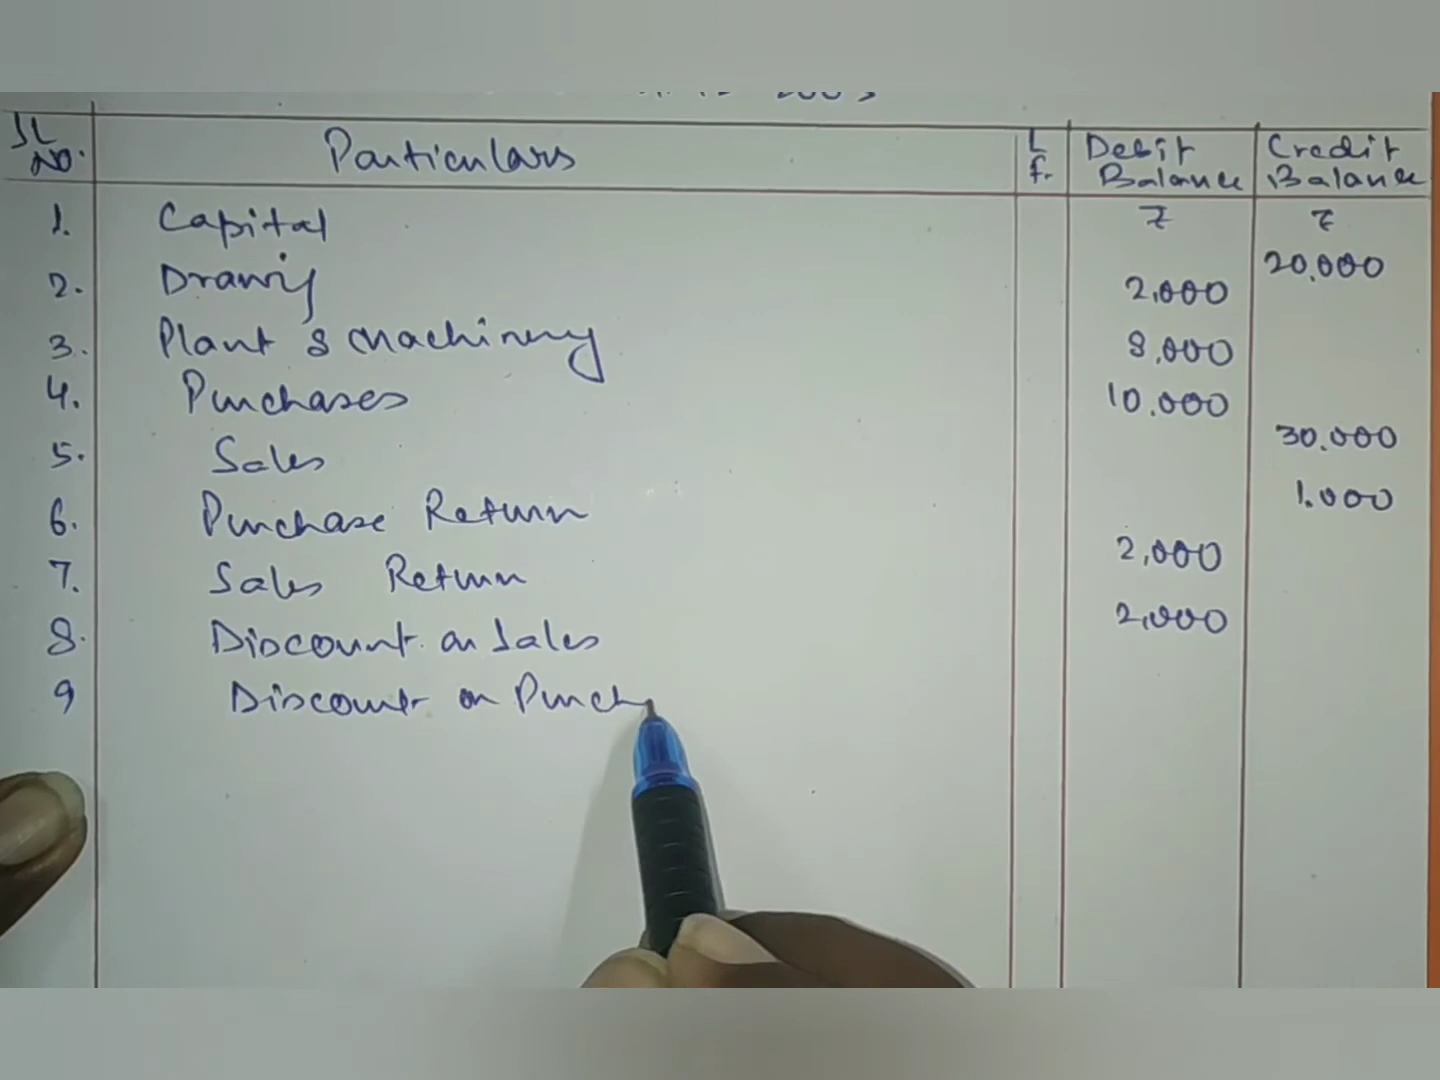 SL No. Particulars L f. Debit Balance Credit Balance
₹ ₹
1. Capital 20,000
2. Drawing 2,000
3. Plant & Machinery 8,000
4. Purchases 10,000
5. Sales 30,000
6. Purchase Return 1,000
7. Sales Return 2,000
8. Discount on Sales 2,000
9 Discount on Purch